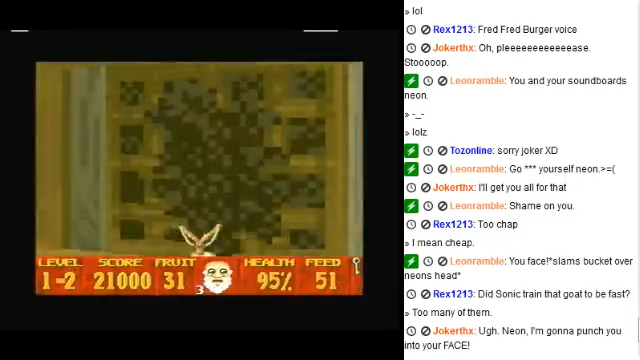 LEVEL SCORE FRUIT HEALTH FEED
1-2 21000 31 3 95% 51
» lol
Rex1213: Fred Fred Burger voice
Jokerthx: Oh, pleeeeeeeeeeease.
Stooooop.
Leonramble: You and your soundboards
neon.
» -_-
» lolz
Tozonline: sorry joker XD
Leonramble: Go *** yourself neon.>=(
Jokerthx: I'll get you all for that
Leonramble: Shame on you.
Rex1213: Too chap
» I mean cheap.
Leonramble: You face!*slams bucket over
neons head*
Rex1213: Did Sonic train that goat to be fast?
» Too many of them.
Jokerthx: Ugh. Neon, I'm gonna punch you
into your FACE!